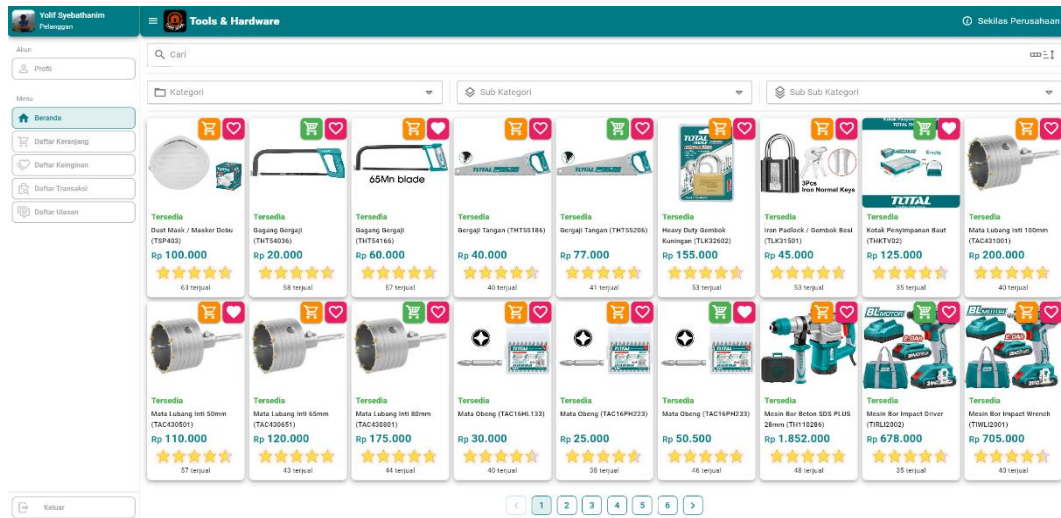 Yolif Syebathanim
Pelanggan
Tools & Hardware
Sekilas Perusahaan
Akun
Profil
Menu
Beranda
Daftar Keranjang
Daftar Keinginan
Daftar Transaksi
Daftar Ulasan
Keluar
Cari
Kategori
Sub Kategori
Sub Sub Kategori
Tersedia
Dust Mask / Masker Debu
(TSP403)
Rp 100.000
63 terjual
Tersedia
Gagang Gergaji
(THT54036)
Rp 20.000
58 terjual
65Mn blade
Tersedia
Gagang Gergaji
(THT54166)
Rp 60.000
57 terjual
TOTAL
Tersedia
Gergaji Tangan (THT55186)
Rp 40.000
40 terjual
TOTAL
Tersedia
Gergaji Tangan (THT55206)
Rp 77.000
41 terjual
TOTAL
Tersedia
Heavy Duty Gembok
Kuningan (TLK32602)
Rp 155.000
53 terjual
3Pcs
Iron Normal Keys
Tersedia
Iron Padlock / Gembok Besi
(TLK31501)
Rp 45.000
53 terjual
TOTAL
Tersedia
Kotak Penyimpanan Baut
(THKTV02)
Rp 125.000
35 terjual
Tersedia
Mata Lubang Inti 100mm
(TAC431001)
Rp 200.000
40 terjual
Tersedia
Mata Lubang Inti 50mm
(TAC430501)
Rp 110.000
57 terjual
Tersedia
Mata Lubang Inti 65mm
(TAC430651)
Rp 120.000
43 terjual
Tersedia
Mata Lubang Inti 80mm
(TAC430801)
Rp 175.000
44 terjual
Tersedia
Mata Obeng (TAC16HL133)
Rp 30.000
40 terjual
Tersedia
Mata Obeng (TAC16PH223)
Rp 25.000
38 terjual
Tersedia
Mata Obeng (TAC16PH233)
Rp 50.500
46 terjual
Tersedia
Mesin Bor Beton SDS PLUS
28mm (TH110286)
Rp 1.852.000
48 terjual
BLMOTOR
Tersedia
Mesin Bor Impact Driver
(TIRLI2002)
Rp 678.000
35 terjual
BLMOTOR
Tersedia
Mesin Bor Impact Wrench
(TIWLI2001)
Rp 705.000
40 terjual
1 2 3 4 5 6